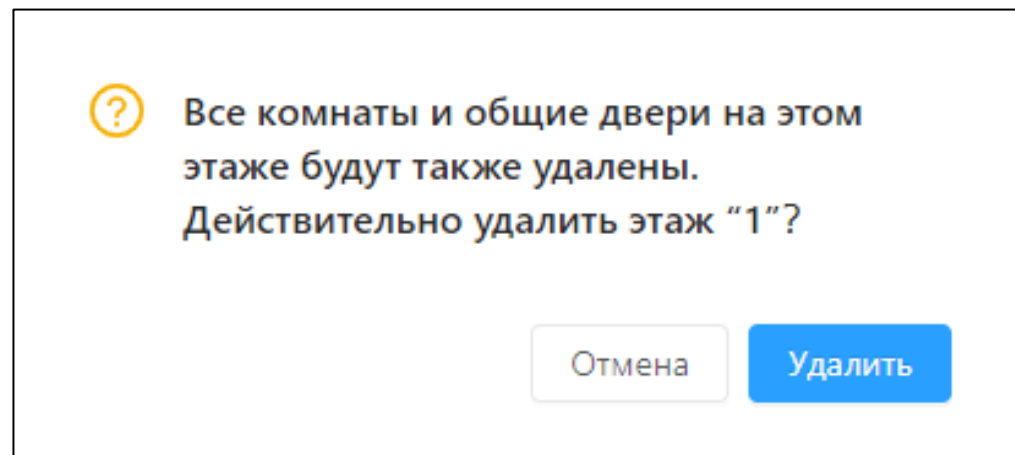 Все комнаты и общие двери на этом
этаже будут также удалены.
Действительно удалить этаж “1”?
Отмена
Удалить